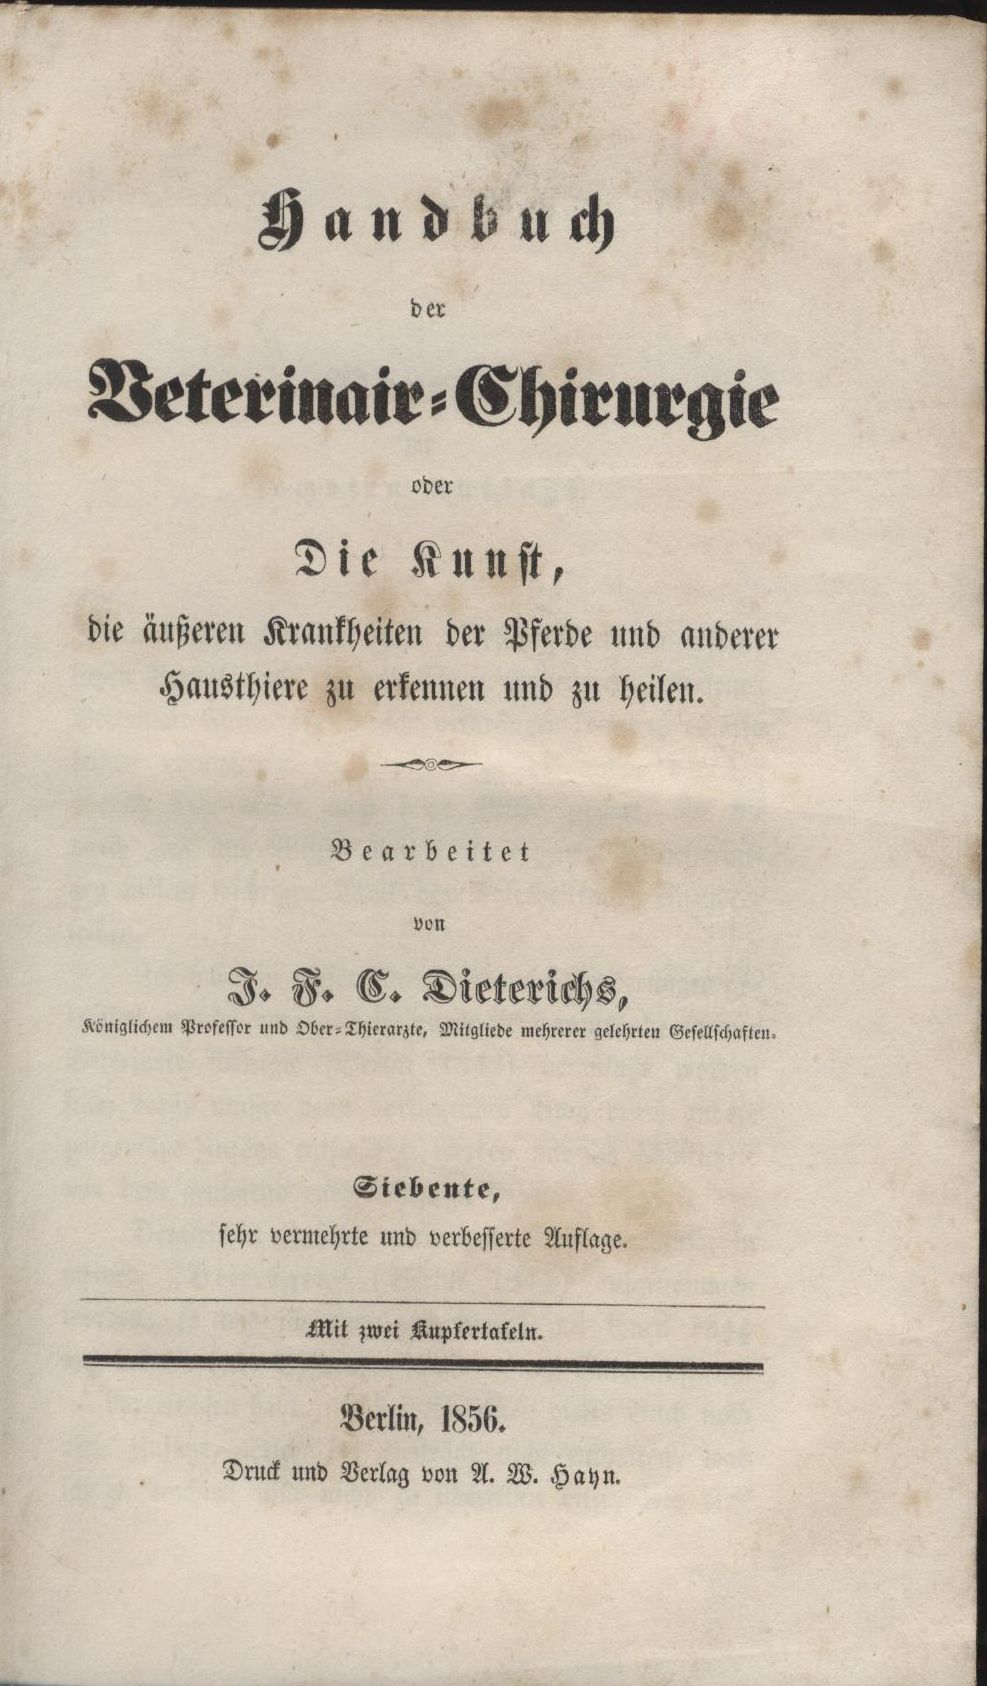 Handbuch
der
Veterinair-Chirurgie
oder
Die Kunst,
die äußeren Krankheiten der Pferde und anderer
Hausthiere zu erkennen und zu heilen.
Bearbeitet
von
J. F. C. Dieterichs,
Königlichem Professor und Ober-Thierarzte, Mitgliede mehrerer gelehrten Gesellschaften.
Siebente,
sehr vermehrte und verbesserte Auflage.
Mit zwei Kupfertafeln.
Berlin, 1856.
Druck und Verlag von A. W. Hayn.